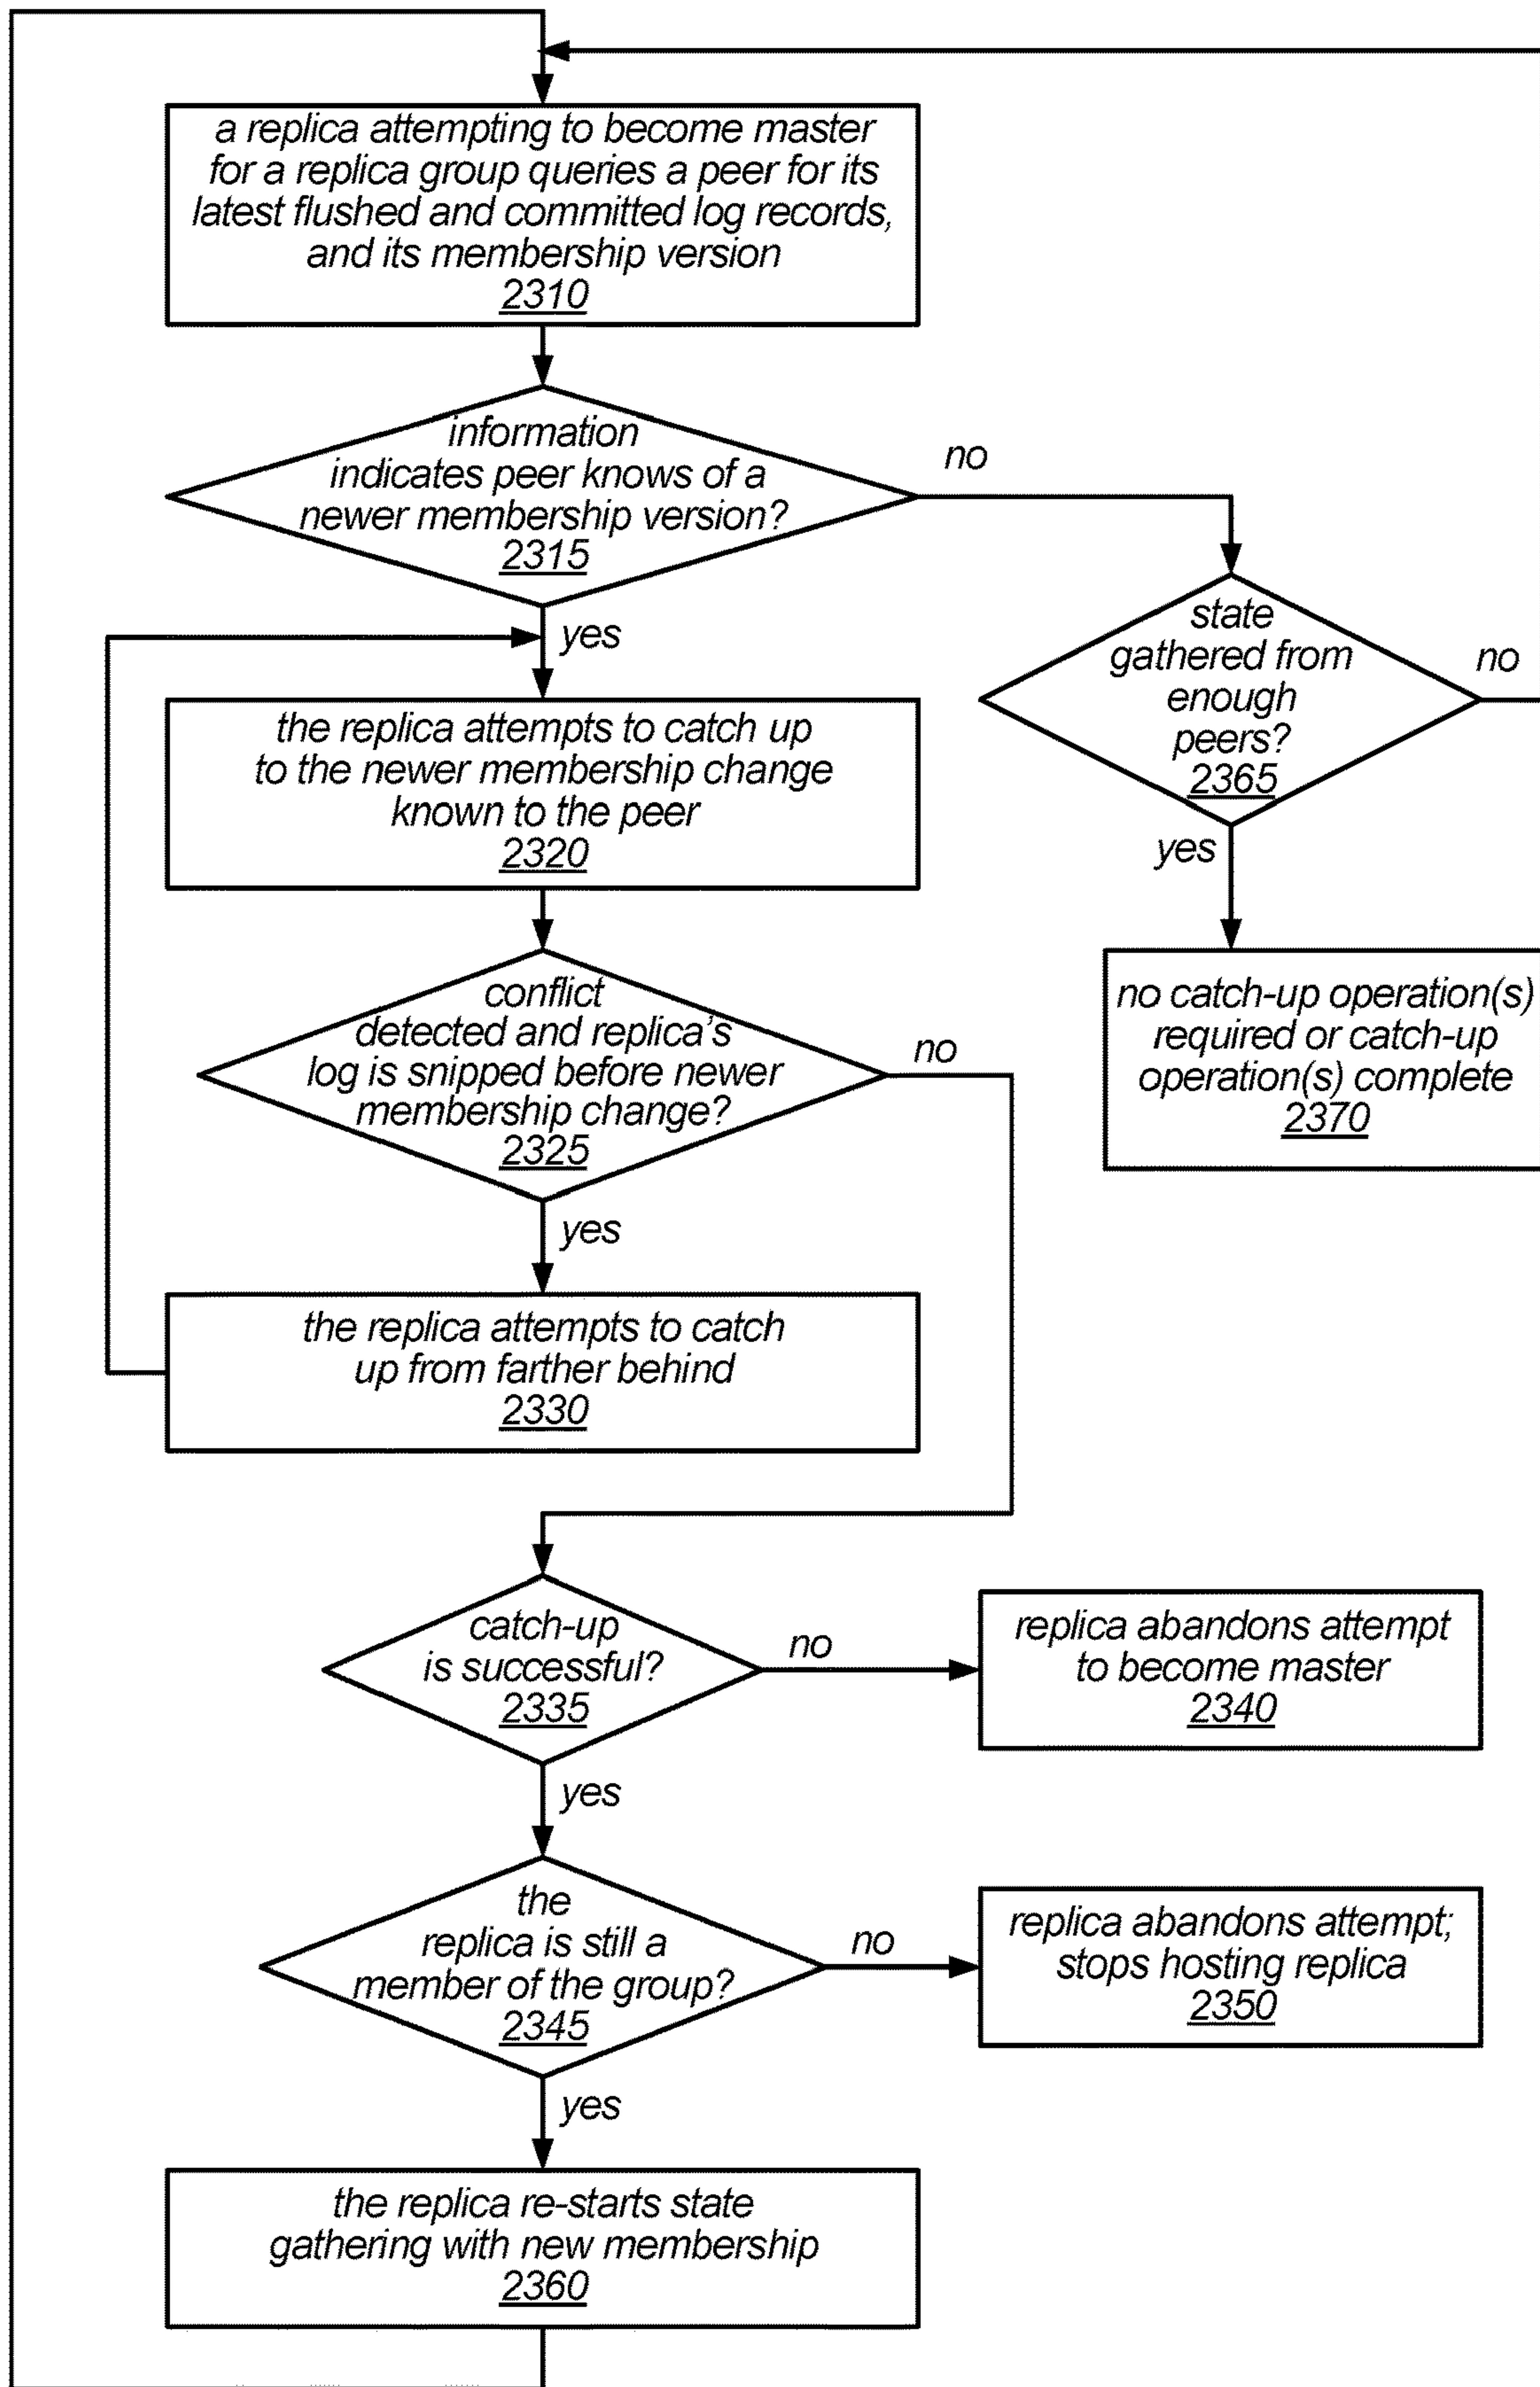 a replica attempting to become master
for a replica group queries a peer for its
latest flushed and committed log records,
and its membership version
2310
information
indicates peer knows of a
newer membership version?
2315
no
yes
state
gathered from
enough
peers?
2365
no
yes
the replica attempts to catch up
to the newer membership change
known to the peer
2320
no catch-up operation(s)
required or catch-up
operation(s) complete
2370
conflict
detected and replica's
log is snipped before newer
membership change?
2325
no
yes
the replica attempts to catch
up from farther behind
2330
catch-up
is successful?
2335
no
replica abandons attempt
to become master
2340
yes
the
replica is still a
member of the group?
2345
no
replica abandons attempt;
stops hosting replica
2350
yes
the replica re-starts state
gathering with new membership
2360